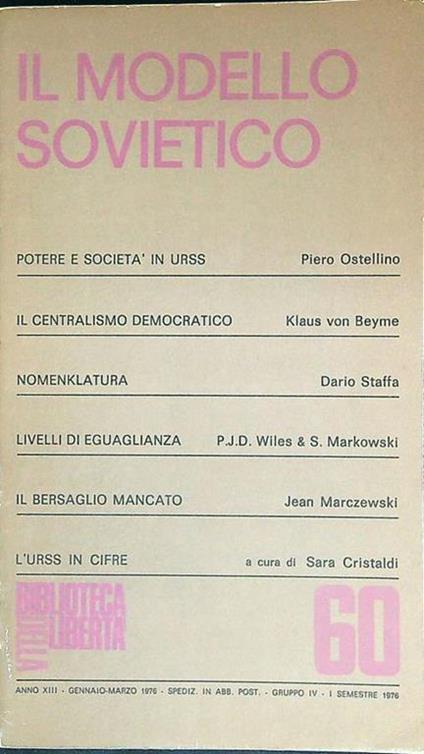 IL MODELLO
SOVIETICO
POTERE E SOCIETA' IN URSS Piero Ostellino
IL CENTRALISMO DEMOCRATICO Klaus von Beyme
NOMENKLATURA Dario Staffa
LIVELLI DI EGUAGLIANZA P.J.D. Wiles & S. Markowski
IL BERSAGLIO MANCATO Jean Marczewski
L'URSS IN CIFRE a cura di Sara Cristaldi
BIBLIOTECA
DELLA
LIBERTÀ
60
ANNO XIII - GENNAIO-MARZO 1976 - SPEDIZ. IN ABB. POST. - GRUPPO IV - I SEMESTRE 1976